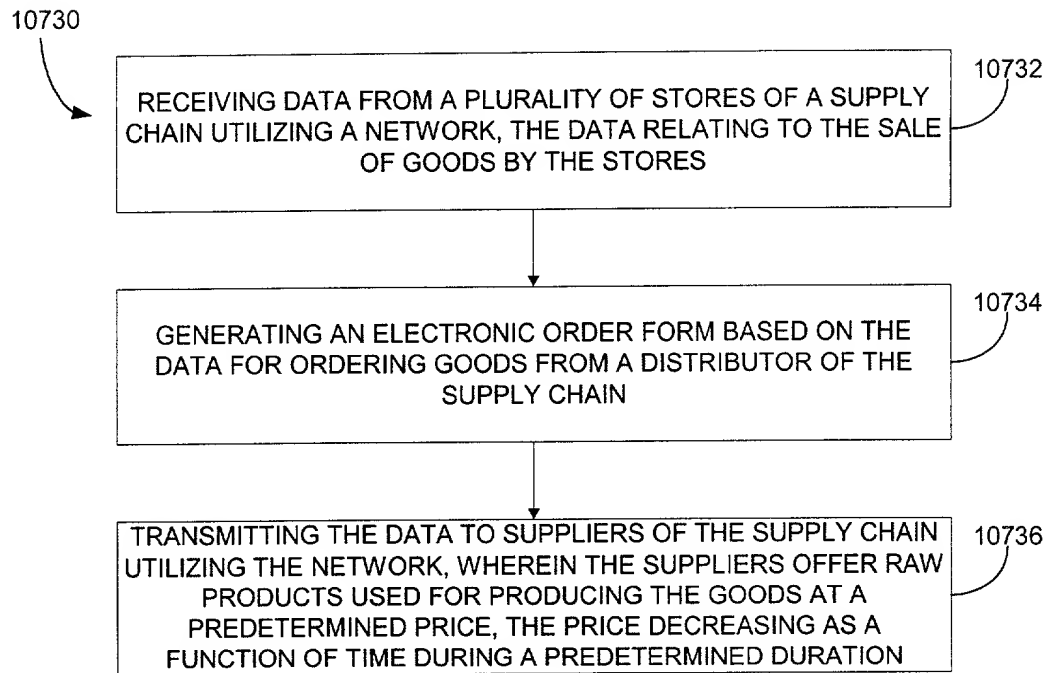 10730
RECEIVING DATA FROM A PLURALITY OF STORES OF A SUPPLY
CHAIN UTILIZING A NETWORK, THE DATA RELATING TO THE SALE
OF GOODS BY THE STORES
10732
GENERATING AN ELECTRONIC ORDER FORM BASED ON THE
DATA FOR ORDERING GOODS FROM A DISTRIBUTOR OF THE
SUPPLY CHAIN
10734
TRANSMITTING THE DATA TO SUPPLIERS OF THE SUPPLY CHAIN
UTILIZING THE NETWORK, WHEREIN THE SUPPLIERS OFFER RAW
PRODUCTS USED FOR PRODUCING THE GOODS AT A
PREDETERMINED PRICE, THE PRICE DECREASING AS A
FUNCTION OF TIME DURING A PREDETERMINED DURATION
10736